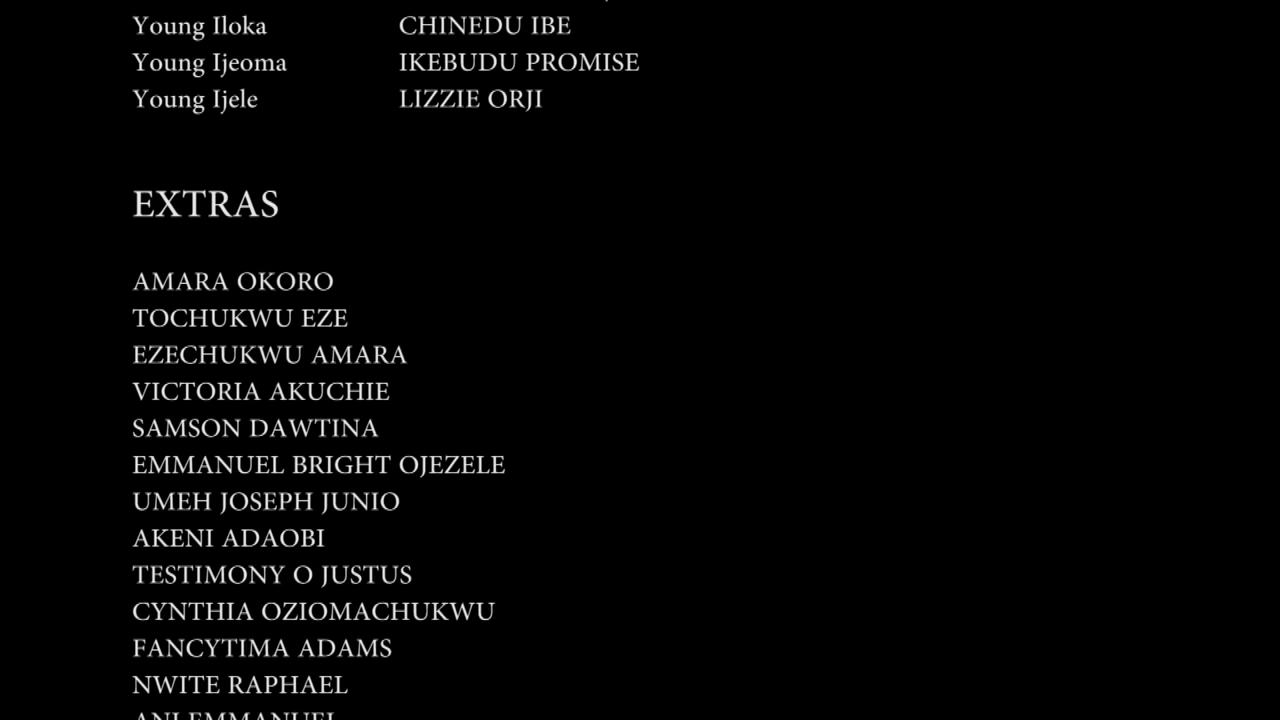 Young Iloka CHINEDU IBE
Young Ijeoma IKEBUDU PROMISE
Young Ijele LIZZIE ORJI
EXTRAS
AMARA OKORO
TOCHUKWU EZE
EZECHUKWU AMARA
VICTORIA AKUCHIE
SAMSON DAWTINA
EMMANUEL BRIGHT OJEZELE
UMEH JOSEPH JUNIO
AKENI ADAOBI
TESTIMONY O JUSTUS
CYNTHIA OZIOMACHUKWU
FANCYTIMA ADAMS
NWITE RAPHAEL
ANI EMMANUEL